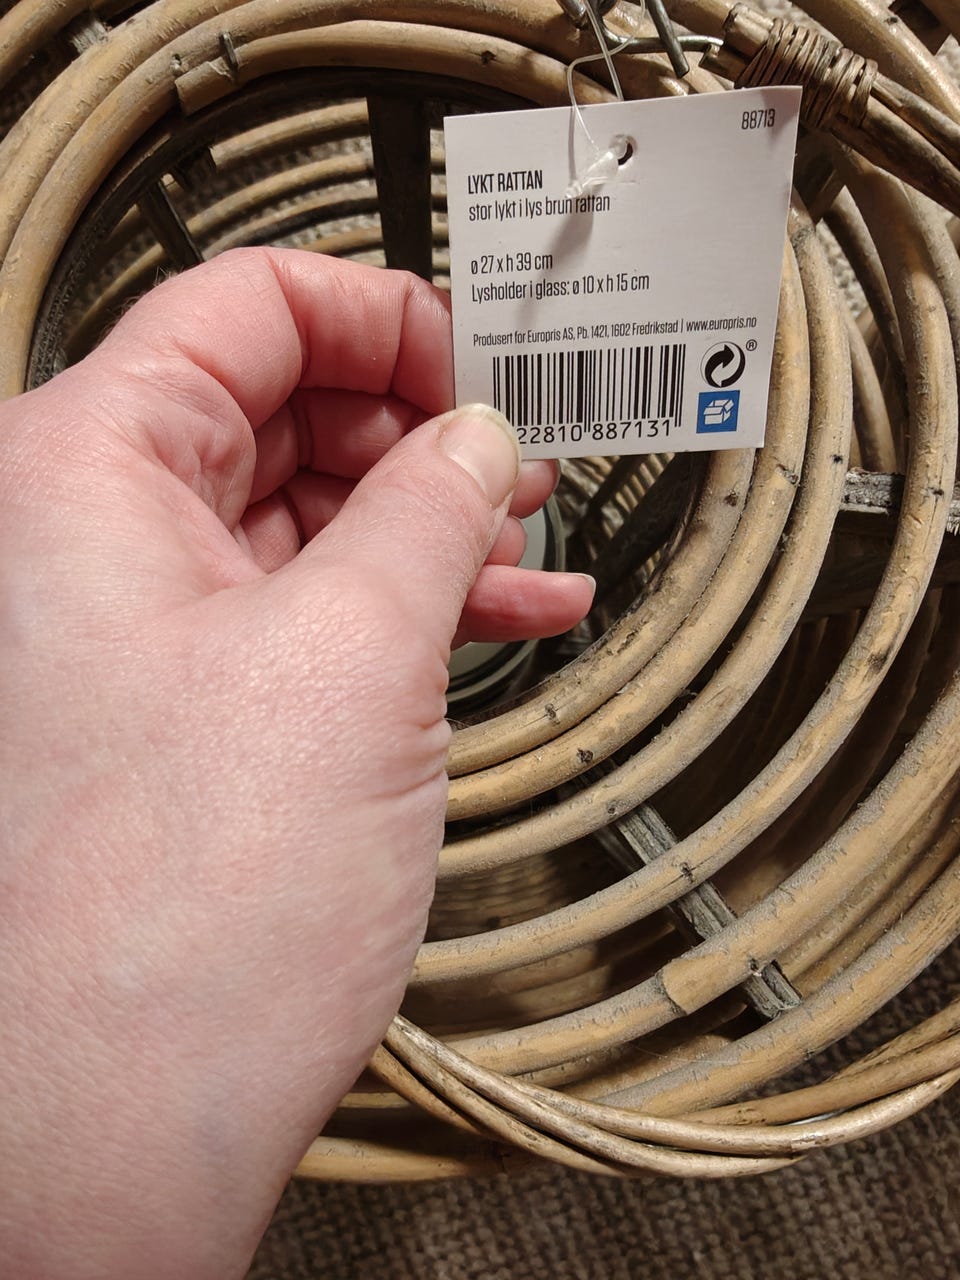 88713
LYKT RATTAN
stor lykt i lys brun rattan
ø 27 x h 39 cm
Lysholder i glass: ø 10 x h 15 cm
Produsert for Europris AS, Pb. 1421, 1602 Fredrikstad | www.europris.no
®
22810 887131